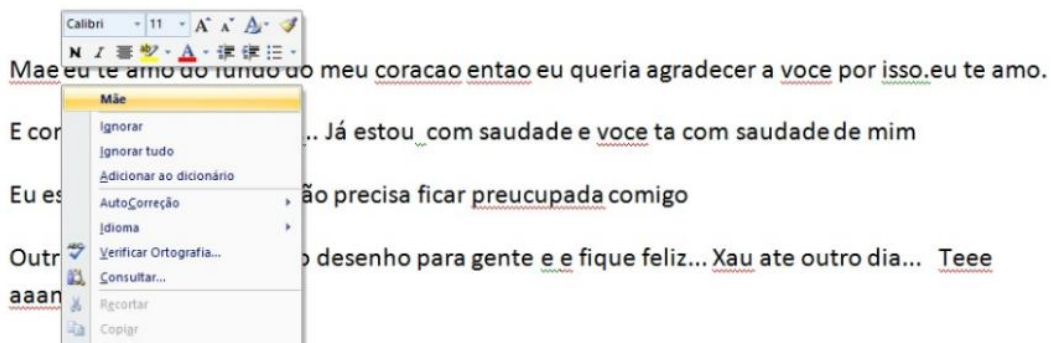 Calibri 11 A A A
N I ab A
Mae eu te amo do fundo do meu coracao entao eu queria agradecer a voce por isso.eu te amo.
Mãe
E cor .. Já estou com saudade e voce ta com saudade de mim
Ignorar
Ignorar tudo
Adicionar ao dicionário
Eu es ão precisa ficar preucupada comigo
AutoCorreção
Idioma
Verificar Ortografia...
Outr o desenho para gente e e fique feliz... Xau ate outro dia... Teee
Consultar...
aaan
Recortar
Copiar